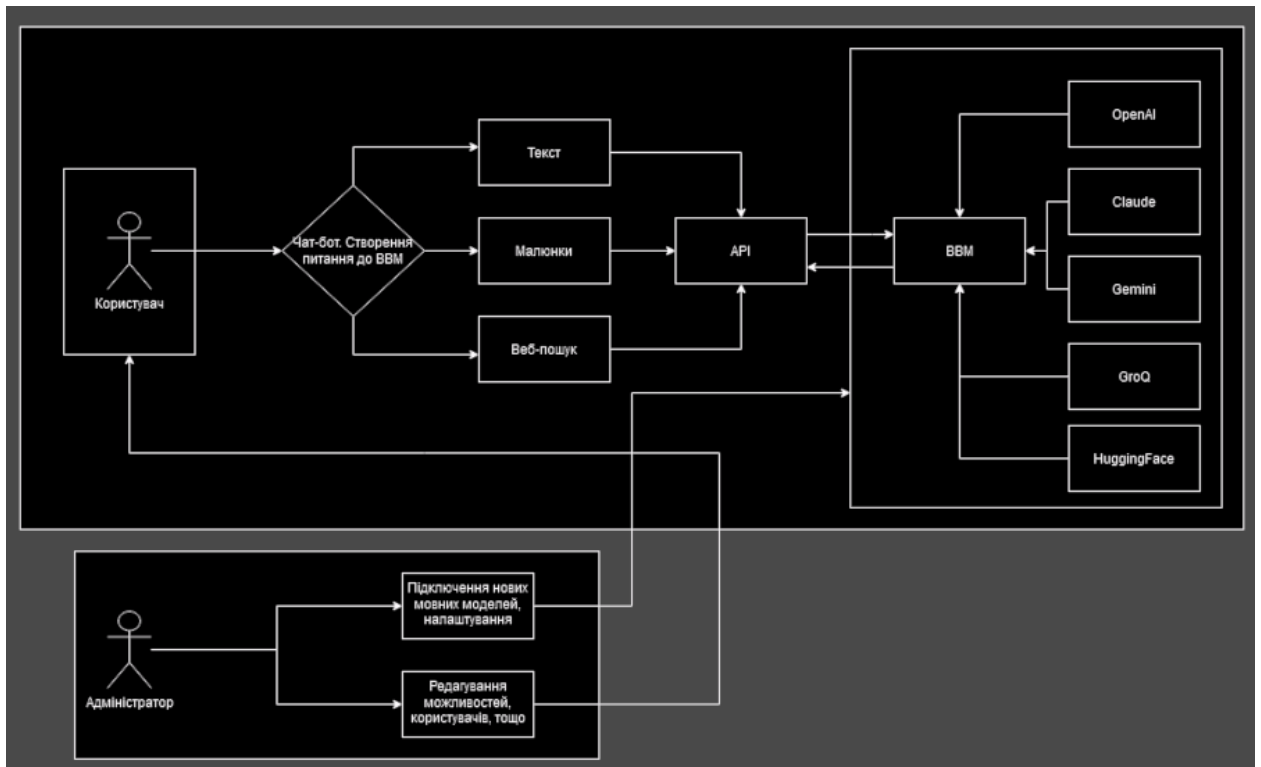 OpenAI
Текст
Claude
Чат-бот. Створення
питання до ВВМ
Малюнки
API
ВВМ
Користувач
Gemini
Веб-пошук
GroQ
HuggingFace
Підключення нових
мовних моделей,
налаштування
Адміністратор
Редагування
можливостей,
користувачів, тощо